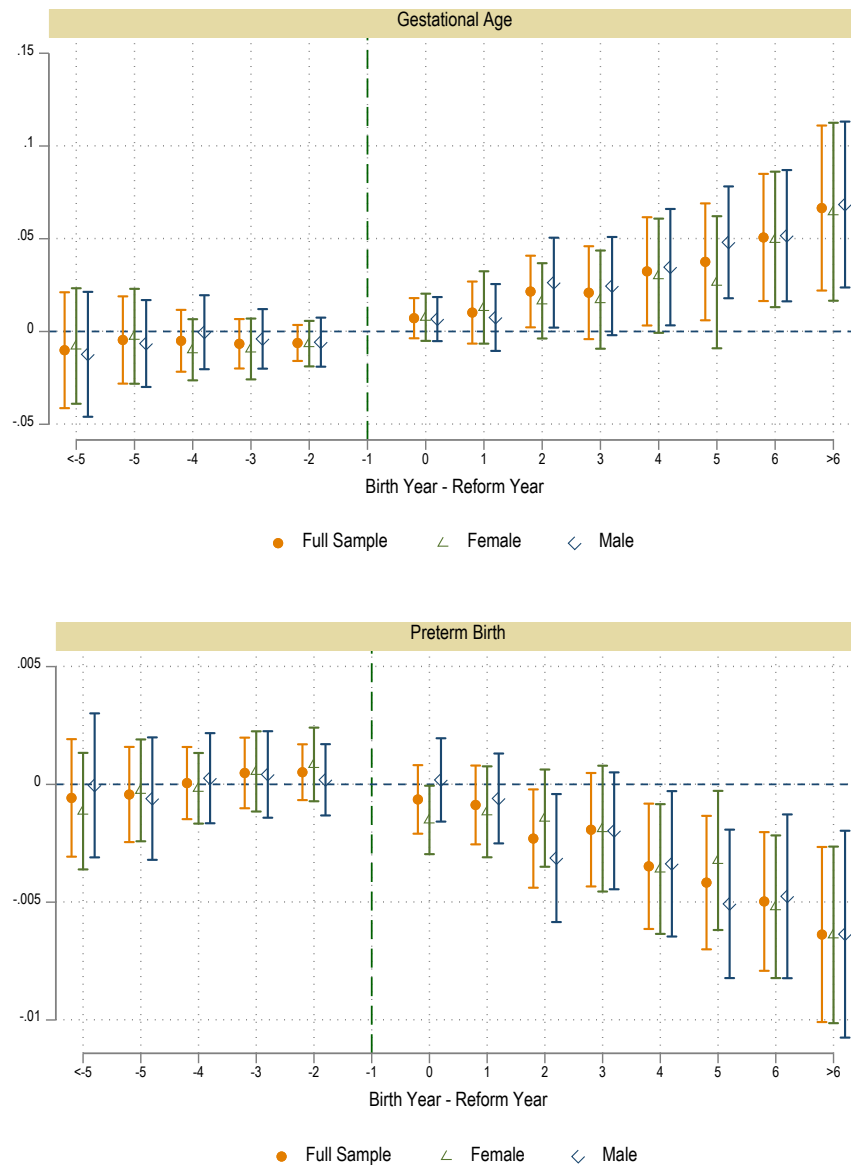 Gestational Age
.15
.1
.05
0
-.05
<-5 -5 -4 -3 -2 -1 0 1 2 3 4 5 6 >6
Birth Year - Reform Year
Full Sample Female Male
Preterm Birth
.005
0
-.005
-.01
<-5 -5 -4 -3 -2 -1 0 1 2 3 4 5 6 >6
Birth Year - Reform Year
Full Sample Female Male